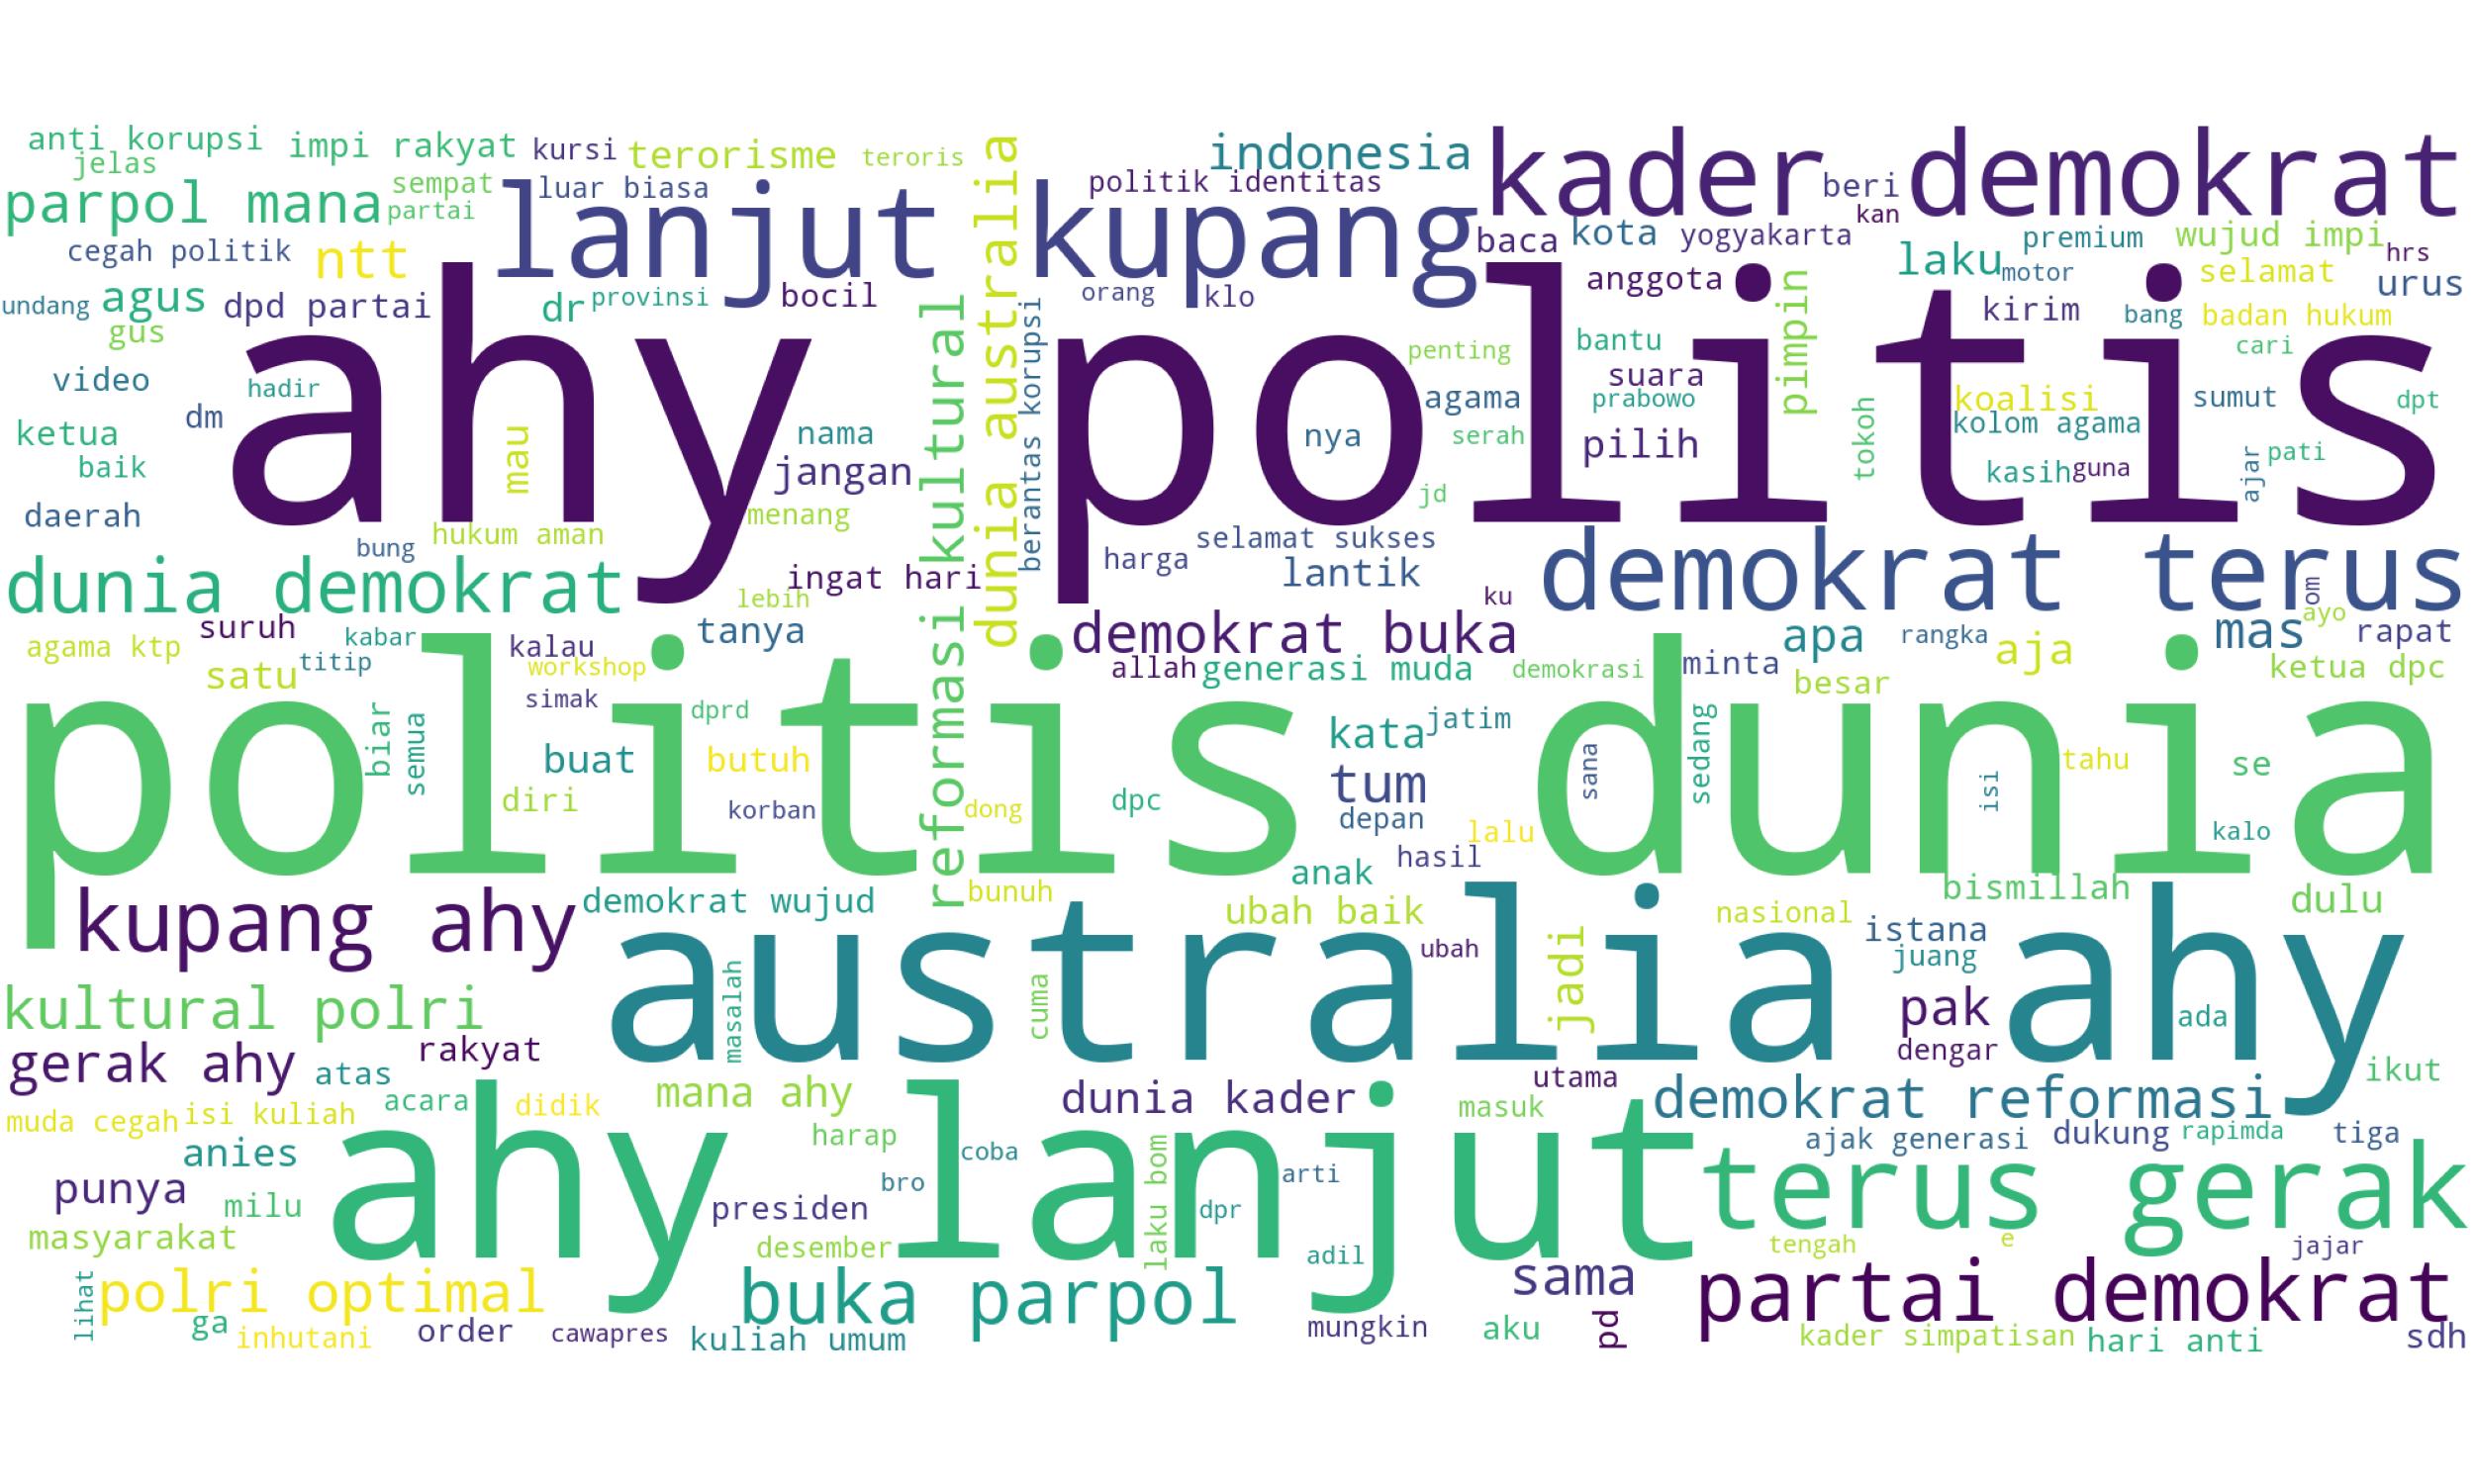 anti korupsi
impi rakyat
kursi
terorisme
teroris
jelas
parpol mana
sempat
partai
lanjut kupang
luar biasa
dunia australia
indonesia
politik identitas
kader demokrat
beri
kan
cegah politik
ntt
baca
kota
yogyakarta
laku
premium
wujud impi
hrs
motor
selamat
urus
undang
agus
dpd partai
dr
provinsi
bocil
orang
klo
anggota
pimpin
kirim
bang
badan hukum
gus
ahy politis
reformasi kultural
berantas korupsi
penting
bantu
cari
video
hadir
suara
dm
agama
prabowo
koalisi
sumut
dpt
ketua
mau
nama
nya
serah
pilih
tokoh
kolom agama
baik
jangan
kasih
guna
ajar
pati
jd
daerah
menang
hukum aman
bung
selamat sukses
harga
lantik
dunia demokrat
ingat hari
demokrat terus
lebih
ku
om
ayo
suruh
kabar
kalau
tanya
demokrat buka
apa
rangka
aja
mas
rapat
agama ktp
titip
workshop
allah
generasi muda
demokrasi
minta
ketua dpc
satu
simak
besar
politis dunia
biar
semua
dprd
kata
jatim
sedang
buat
butuh
sana
tahu
se
tum
isi
diri
korban
dong
dpc
depan
lalu
kalo
hasil
anak
kupang ahy
demokrat wujud
bunuh
ubah baik
nasional
bismillah
dulu
australia ahy
ubah
jadi
istana
juang
kultural polri
masalah
cuma
pak
ada
dengar
gerak ahy
rakyat
atas
utama
ikut
mana ahy
dunia kader
masuk
demokrat reformasi
muda cegah
isi kuliah
acara
didik
ahy lanjut
harap
ajak generasi
dukung
rapimda
tiga
anies
coba
laku bom
arti
terus gerak
punya
milu
bro
presiden
dpr
masyarakat
desember
adil
tengah
e
jajar
lihat
polri optimal
buka parpol
sama
partai demokrat
ga
inhutani
order
cawapres
kuliah umum
mungkin
aku
pd
kader simpatisan
hari anti
sdh